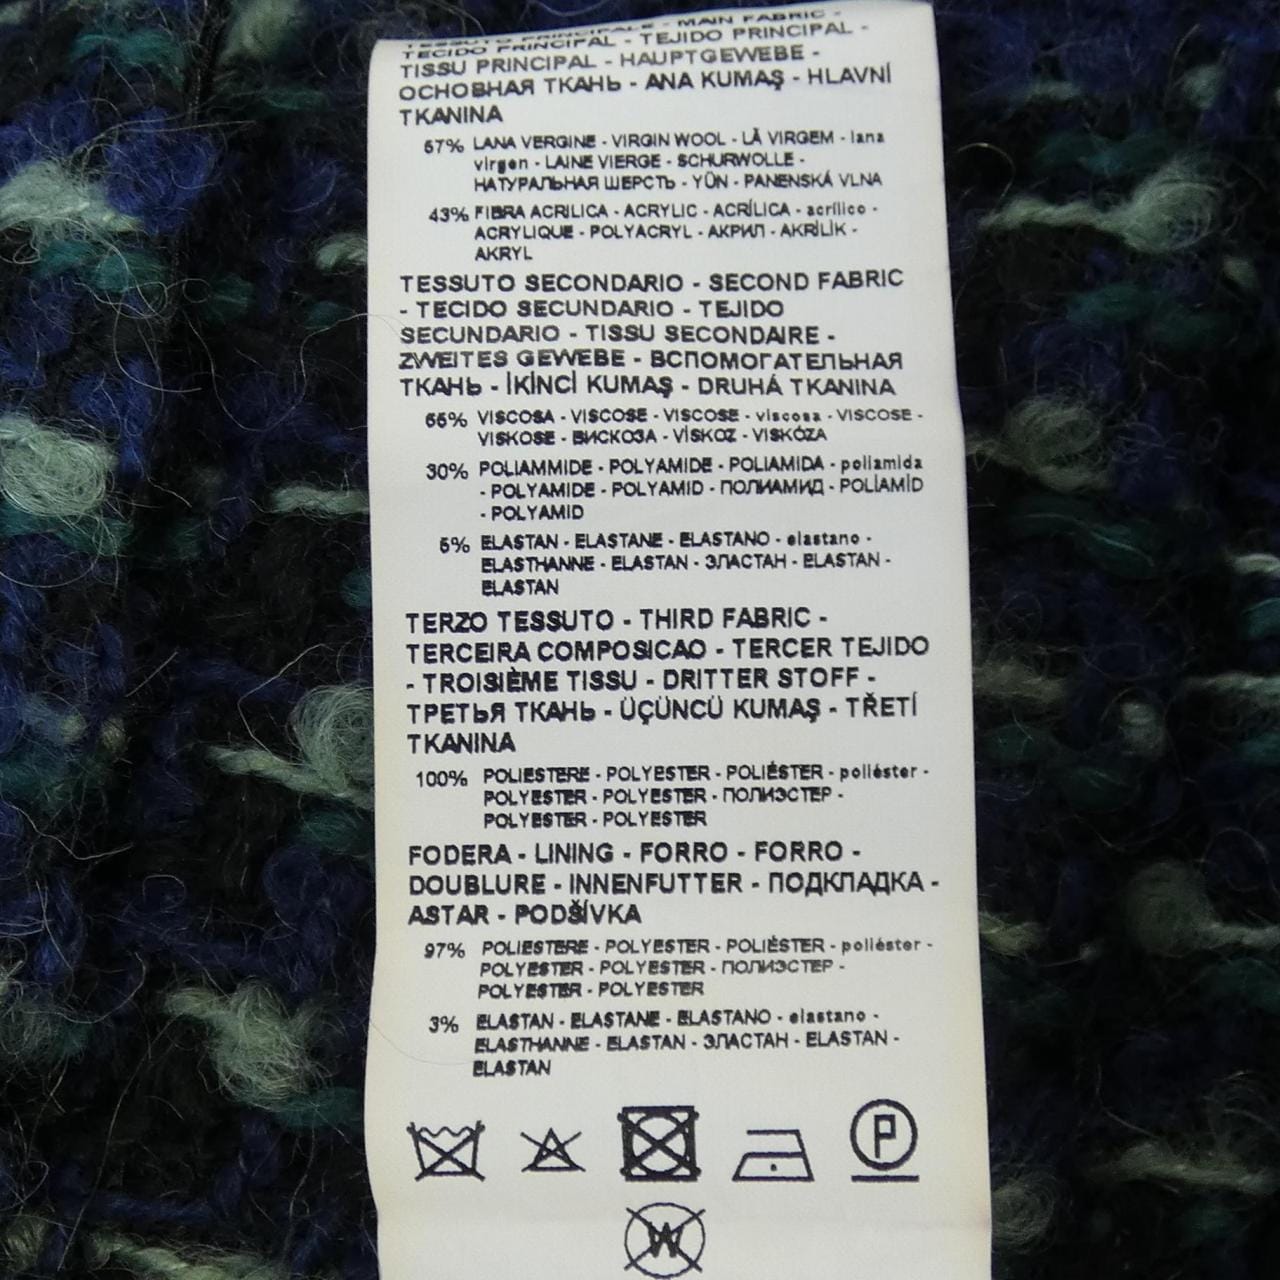 TESSUTO PRINCIPALE - MAIN FABRIC -
TECIDO PRINCIPAL - TEJIDO PRINCIPAL -
TISSU PRINCIPAL - HAUPTGEWEBE -
ОСНОВНАЯ ТКАНЬ - ANA KUMAŞ - HLAVNÍ
TKANINA
57% LANA VERGINE - VIRGIN WOOL - LÃ VIRGEM - lana
virgen - LAINE VIERGE - SCHURWOLLE -
НАТУРАЛЬНАЯ ШЕРСТЬ - YÜN - PANENSKÁ VLNA
43% FIBRA ACRILICA - ACRYLIC - ACRÍLICA - acrílico -
ACRYLIQUE - POLYACRYL - АКРИЛ - AKRİLİK -
AKRYL
TESSUTO SECONDARIO - SECOND FABRIC
- TECIDO SECUNDARIO - TEJIDO
SECUNDARIO - TISSU SECONDAIRE -
ZWEITES GEWEBE - ВСПОМОГАТЕЛЬНАЯ
ТКАНЬ - İKİNCİ KUMAŞ - DRUHÁ TKANINA
VISCOSA - VISCOSE - VISCOSE - viscosa - VISCOSE -
VISKOSE - ВИСКОЗА - VİSKOZ - VISKÓZA
30% POLIAMMIDE - POLYAMIDE - POLIAMIDA - poliamida
- POLYAMIDE - POLYAMID - ПОЛИАМИД - POLİAMİD
- POLYAMID
5% ELASTAN - ELASTANE - ELASTANO - elastano -
ELASTHANNE - ELASTAN - ЭЛАСТАН - ELASTAN -
ELASTAN
TERZO TESSUTO - THIRD FABRIC -
TERCEIRA COMPOSICAO - TERCER TEJIDO
- TROISIÈME TISSU - DRITTER STOFF -
ТРЕТЬЯ ТКАНЬ - ÜÇÜNCÜ KUMAŞ - TŘETÍ
TKANINA
100% POLIESTERE - POLYESTER - POLIÉSTER - poliéster -
POLYESTER - POLYESTER - ПОЛИЭСТЕР -
POLYESTER - POLYESTER
FODERA - LINING - FORRO - FORRO -
DOUBLURE - INNENFUTTER - ПОДКЛАДКА -
ASTAR - PODŠÍVKA
97% POLIESTERE - POLYESTER - POLIÉSTER - poliéster -
POLYESTER - POLYESTER - ПОЛИЭСТЕР -
POLYESTER - POLYESTER
3% ELASTAN - ELASTANE - ELASTANO - elastano -
ELASTHANNE - ELASTAN - ЭЛАСТАН - ELASTAN -
ELASTAN
P
W